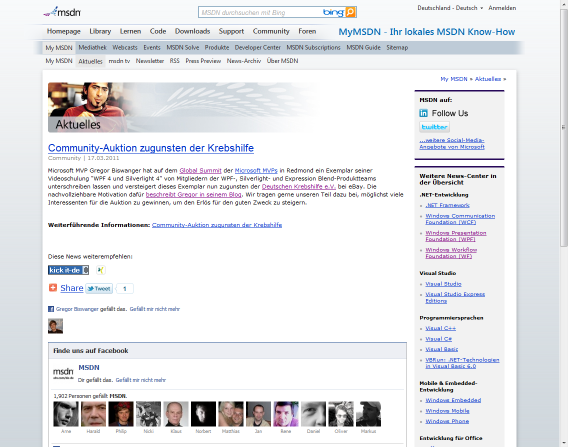 msdn
MSDN durchsuchen mit Bing
bing
Deutschland - Deutsch
Homepage Library Lernen Code Downloads Support Community Foren
MyMSDN - Ihr lokales MSDN Know-How
My MSDN Mediathek Webcasts Events MSDN Solve Produkte Developer Center MSDN Subscriptions MSDN Guide Sitemap
My MSDN Aktuelles msdn tv Newsletter RSS Press Preview News-Archiv Über MSDN
My MSDN » Aktuelles »
Aktuelles
Community-Auktion zugunsten der Krebshilfe
Community | 17.03.2011
Microsoft MVP Gregor Biswanger hat auf dem Global Summit der Microsoft MVPs in Redmond ein Exemplar seiner
Videoschulung "WPF 4 und Silverlight 4" von Mitgliedern der WPF-, Silverlight- und Expression Blend-Produktteams
unterschreiben lassen und versteigert dieses Exemplar nun zugunsten der Deutschen Krebshilfe e.V. bei eBay. Die
nachvollziehbare Motivation dafür beschreibt Gregor in seinem Blog. Wir tragen gerne unseren Teil dazu bei, möglichst viele
Interessenten für die Auktion zu gewinnen, um den Erlös für den guten Zweck zu steigern.
Weiterführende Informationen: Community-Auktion zugunsten der Krebshilfe
Diese News weiterempfehlen:
kick it-de 0
Share Tweet 1
Gregor Biswanger gefällt das. Gefällt mir nicht mehr
Finde uns auf Facebook
msdn
MSDN
Dir gefällt das. Gefällt mir nicht mehr
1,902 Personen gefällt MSDN.
Arne Harald Philip Nicki Klaus Norbert Matthias Jan Rene Daniel Oliver Markus
MSDN auf:
Follow Us
twitter
...weitere Social-Media-
Angebote von Microsoft
Weitere News-Center in
der Übersicht
.NET-Entwicklung
.NET Framework
Windows Communication
Foundation (WCF)
Windows Presentation
Foundation (WPF)
Windows Workflow
Foundation (WF)
Visual Studio
Visual Studio
Visual Studio Express
Editions
Programmiersprachen
Visual C++
Visual C#
Visual Basic
VBRun: .NET-Technologien
in Visual Basic 6.0
Mobile & Embedded-
Entwicklung
Windows Embedded
Windows Mobile
Windows Phone
Entwicklung für Office